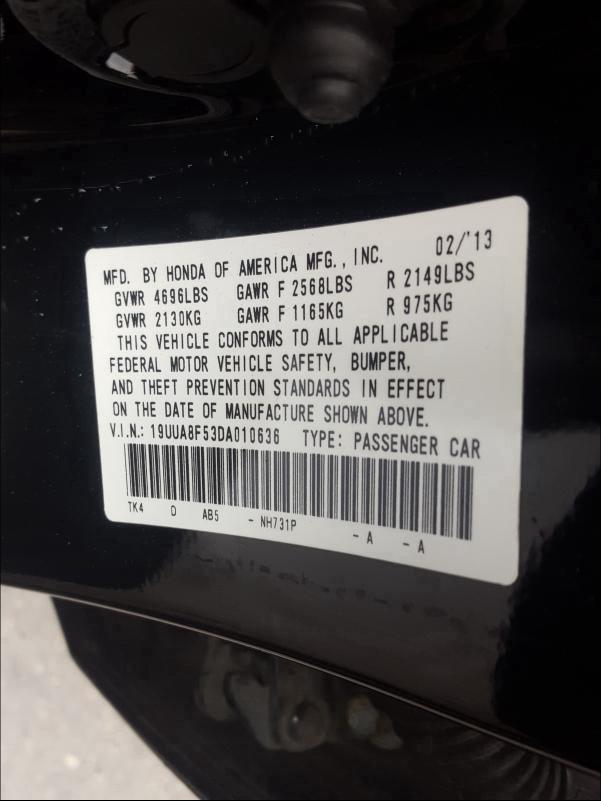 MFD. BY HONDA OF AMERICA MFG., INC. 02/'13
GVWR 4696LBS GAWR F 2568LBS R 2149LBS
GVWR 2130KG GAWR F 1165KG R 975KG
THIS VEHICLE CONFORMS TO ALL APPLICABLE
FEDERAL MOTOR VEHICLE SAFETY, BUMPER,
AND THEFT PREVENTION STANDARDS IN EFFECT
ON THE DATE OF MANUFACTURE SHOWN ABOVE.
V.I.N.: 19UUA8F53DA010636 TYPE: PASSENGER CAR
TK4 0 AB5 - NH731P - A - A